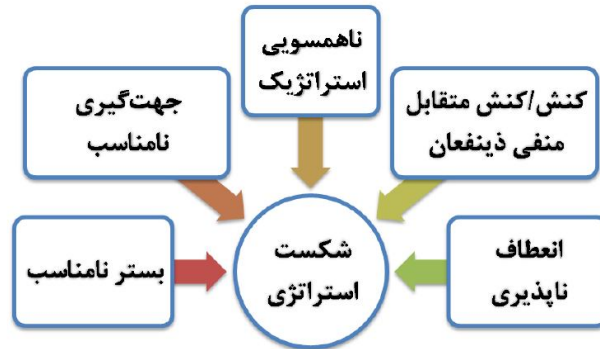 ناهمسویی
استراتژیک
کنش/کنش متقابل
منفی ذینفعان
جهت‌گیری
نامناسب
انعطاف
ناپذیری
شکست
استراتژی
بستر نامناسب